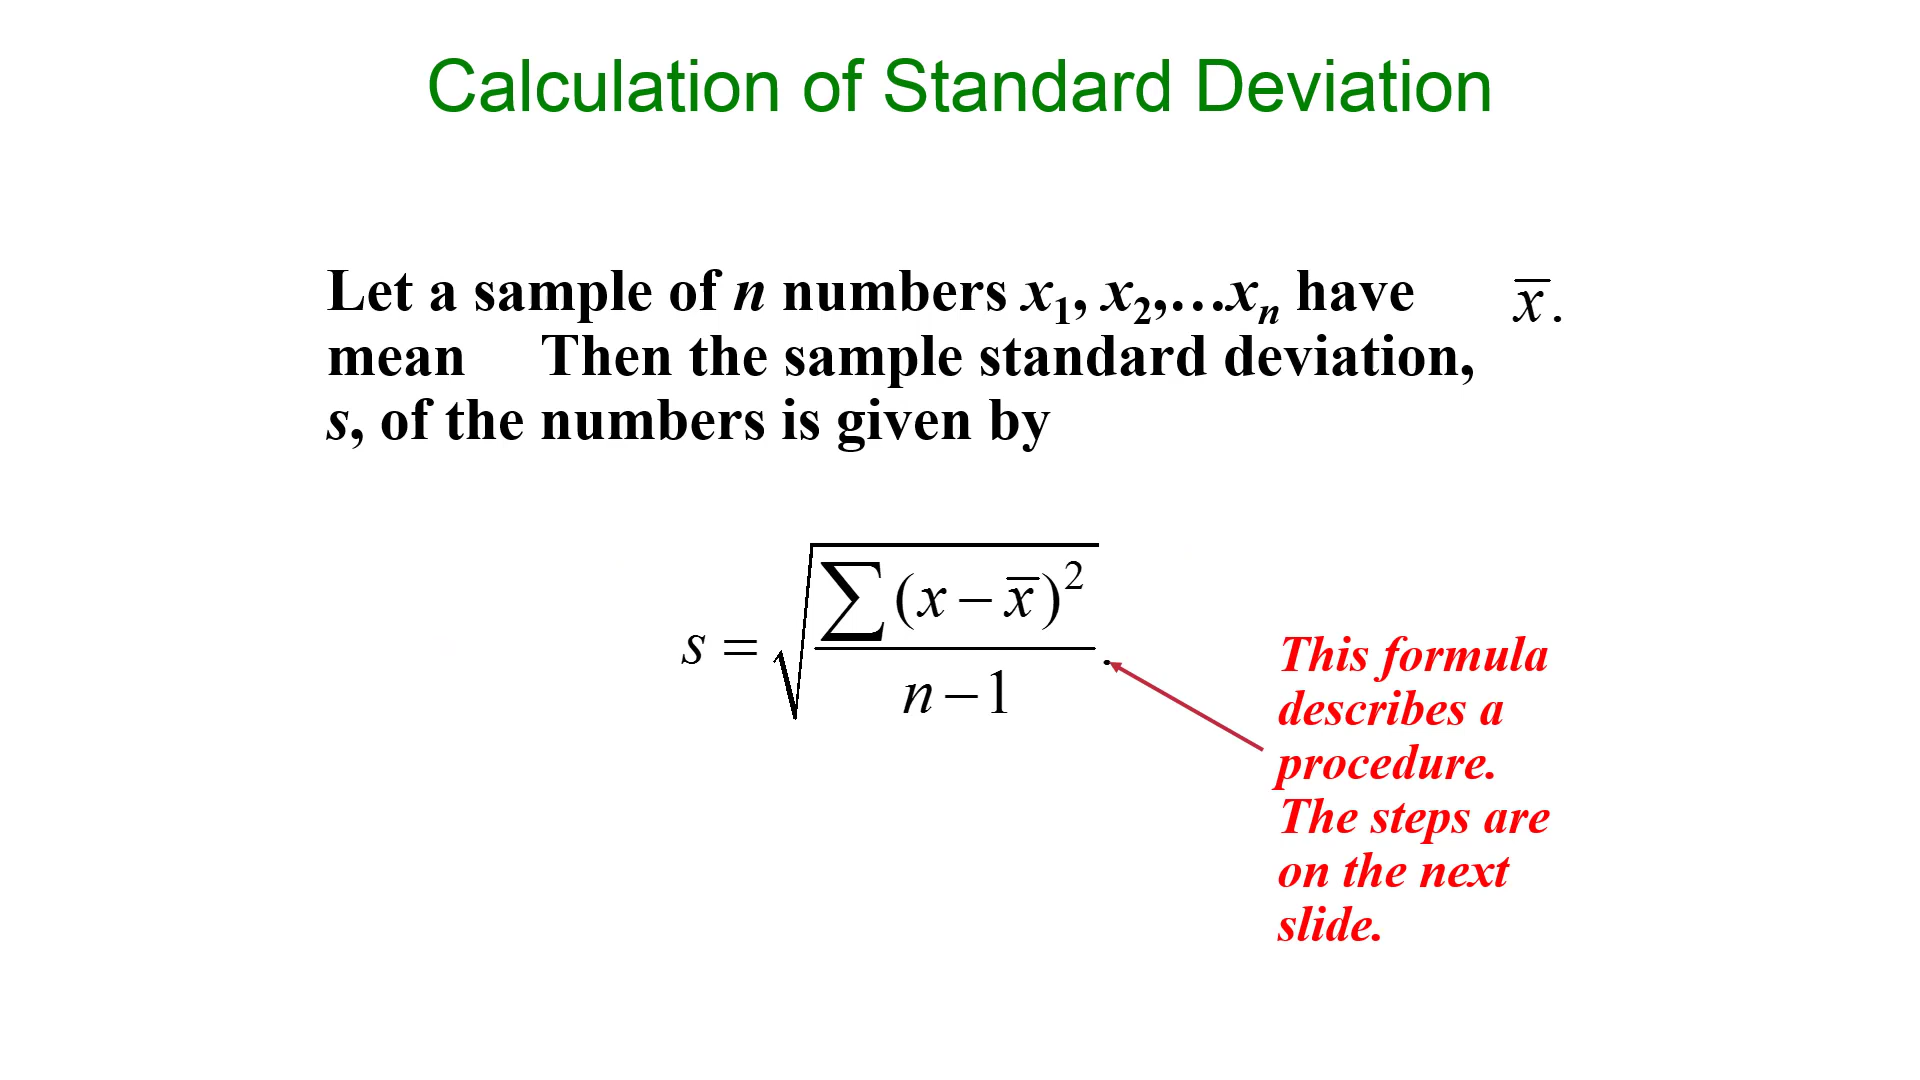 Calculation of Standard Deviation
Let a sample of n numbers x₁, x₂,…xₙ have x̄.
mean Then the sample standard deviation,
s, of the numbers is given by
s = √(∑(x − x̄)² / (n − 1)).
This formula
describes a
procedure.
The steps are
on the next
slide.